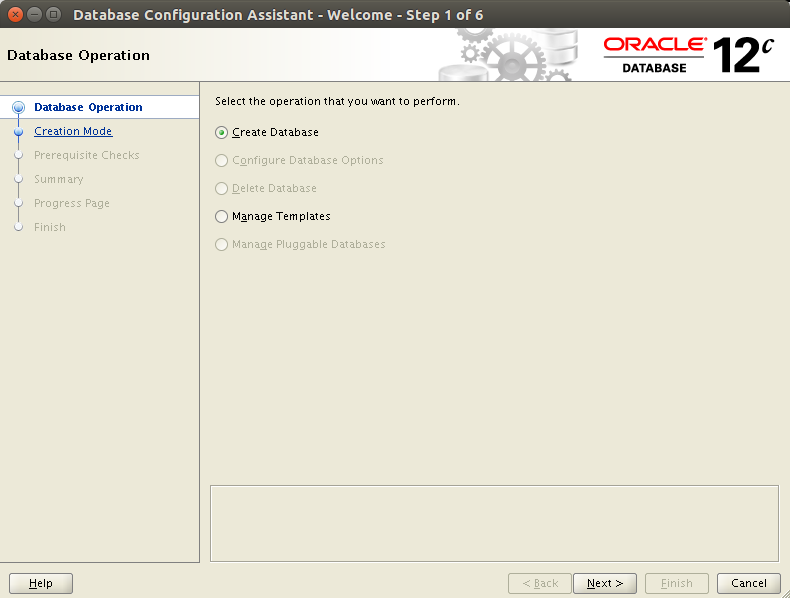 Database Configuration Assistant - Welcome - Step 1 of 6
Database Operation
ORACLE®
DATABASE
12c
Database Operation
Creation Mode
Prerequisite Checks
Summary
Progress Page
Finish
Select the operation that you want to perform.
Create Database
Configure Database Options
Delete Database
Manage Templates
Manage Pluggable Databases
Help
< Back
Next >
Finish
Cancel